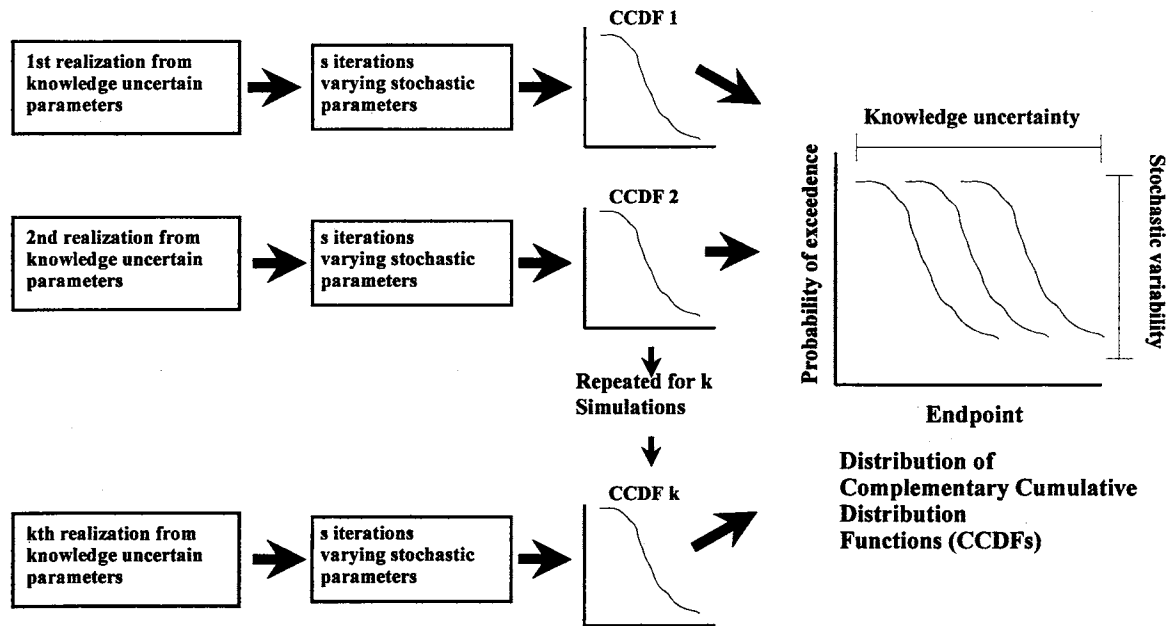 CCDF 1
1st realization from
knowledge uncertain
parameters
s iterations
varying stochastic
parameters
CCDF 2
2nd realization from
knowledge uncertain
parameters
s iterations
varying stochastic
parameters
Repeated for k
Simulations
CCDF k
kth realization from
knowledge uncertain
parameters
s iterations
varying stochastic
parameters
Knowledge uncertainty
Probability of exceedence
Stochastic variability
Endpoint
Distribution of
Complementary Cumulative
Distribution
Functions (CCDFs)